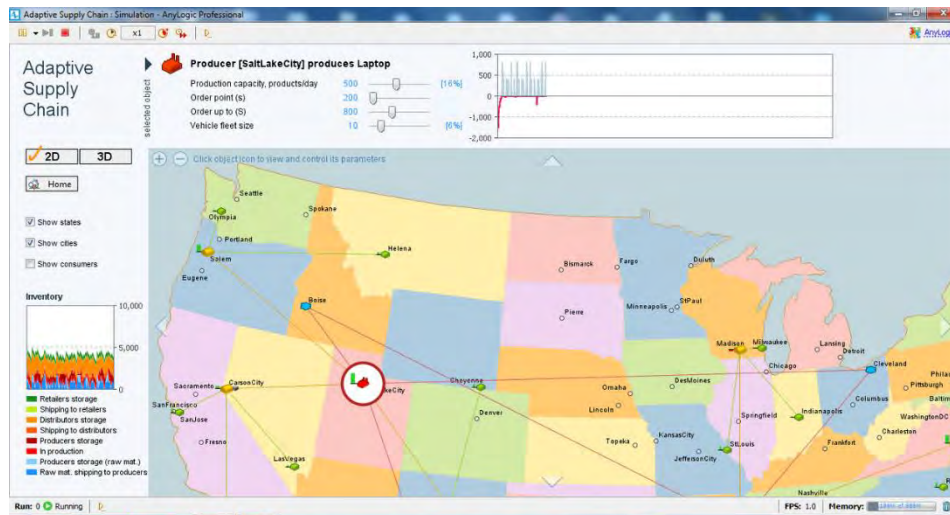 Adaptive Supply Chain : Simulation - AnyLogic Professional
x1
AnyLog
Adaptive
Supply
Chain
selected object
Producer [SaltLakeCity] produces Laptop
Production capacity, products/day 500 [16%]
Order point (s) 200
Order up to (S) 800
Vehicle fleet size 10 [6%]
1,000
500
0
-1,000
-2,000
2D 3D
Home
Show states
Show cities
Show consumers
Click object icon to view and control its parameters
Seattle
Olympia
Spokane
Portland
Salem
Helena
Eugene
Bismarck
Fargo
Duluth
Boise
Pierre
Minneapolis
StPaut
Madison
Milwaukee
Lansing
Detroit
Chicago
Cleveland
Sacramento
CarsonCity
keCity
Cheyenne
Omaha
DesMoines
Phila
Pittsburgh
Baltim
SanFrancisco
SanJose
Denver
Lincoln
Springfield
Indianapolis
Columbus
WashingtonDC
Charleston
Fresno
LasVegas
Topeka
KansasCity
JeffersonCity
StLouis
Frankfort
Nashville
Inventory
10,000
5,000
0
Retailers storage
Shipping to retailers
Distributors storage
Shipping to distributors
Producers storage
In production
Producers storage (raw mat.)
Raw mat. shipping to producers
Run: 0 Running
FPS: 1.0
Memory: